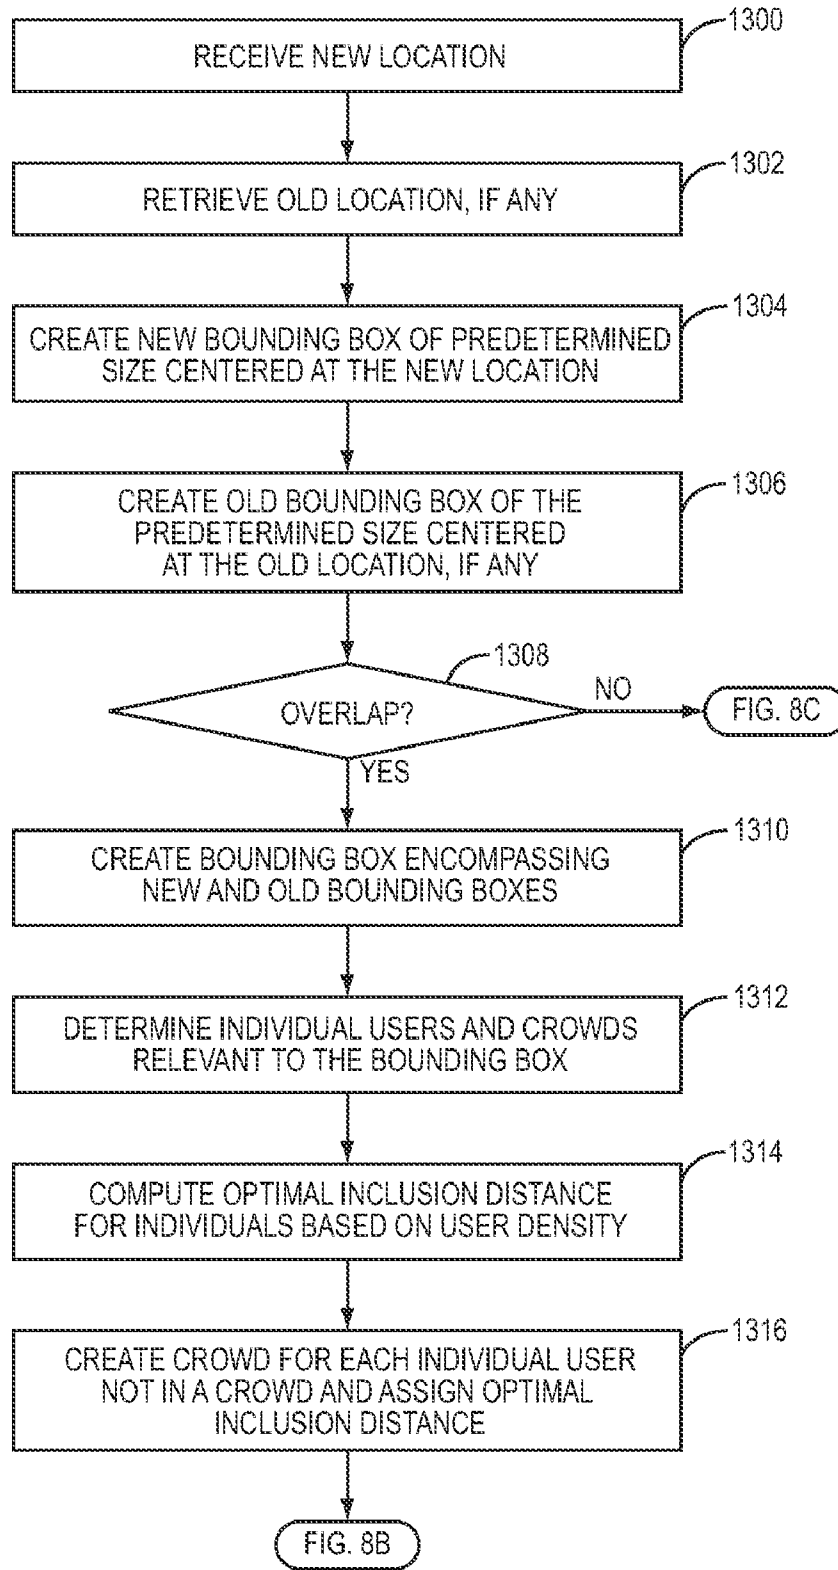 1300
RECEIVE NEW LOCATION
1302
RETRIEVE OLD LOCATION, IF ANY
1304
CREATE NEW BOUNDING BOX OF PREDETERMINED
SIZE CENTERED AT THE NEW LOCATION
1306
CREATE OLD BOUNDING BOX OF THE
PREDETERMINED SIZE CENTERED
AT THE OLD LOCATION, IF ANY
1308
OVERLAP?
NO
FIG. 8C
YES
1310
CREATE BOUNDING BOX ENCOMPASSING
NEW AND OLD BOUNDING BOXES
1312
DETERMINE INDIVIDUAL USERS AND CROWDS
RELEVANT TO THE BOUNDING BOX
1314
COMPUTE OPTIMAL INCLUSION DISTANCE
FOR INDIVIDUALS BASED ON USER DENSITY
1316
CREATE CROWD FOR EACH INDIVIDUAL USER
NOT IN A CROWD AND ASSIGN OPTIMAL
INCLUSION DISTANCE
FIG. 8B